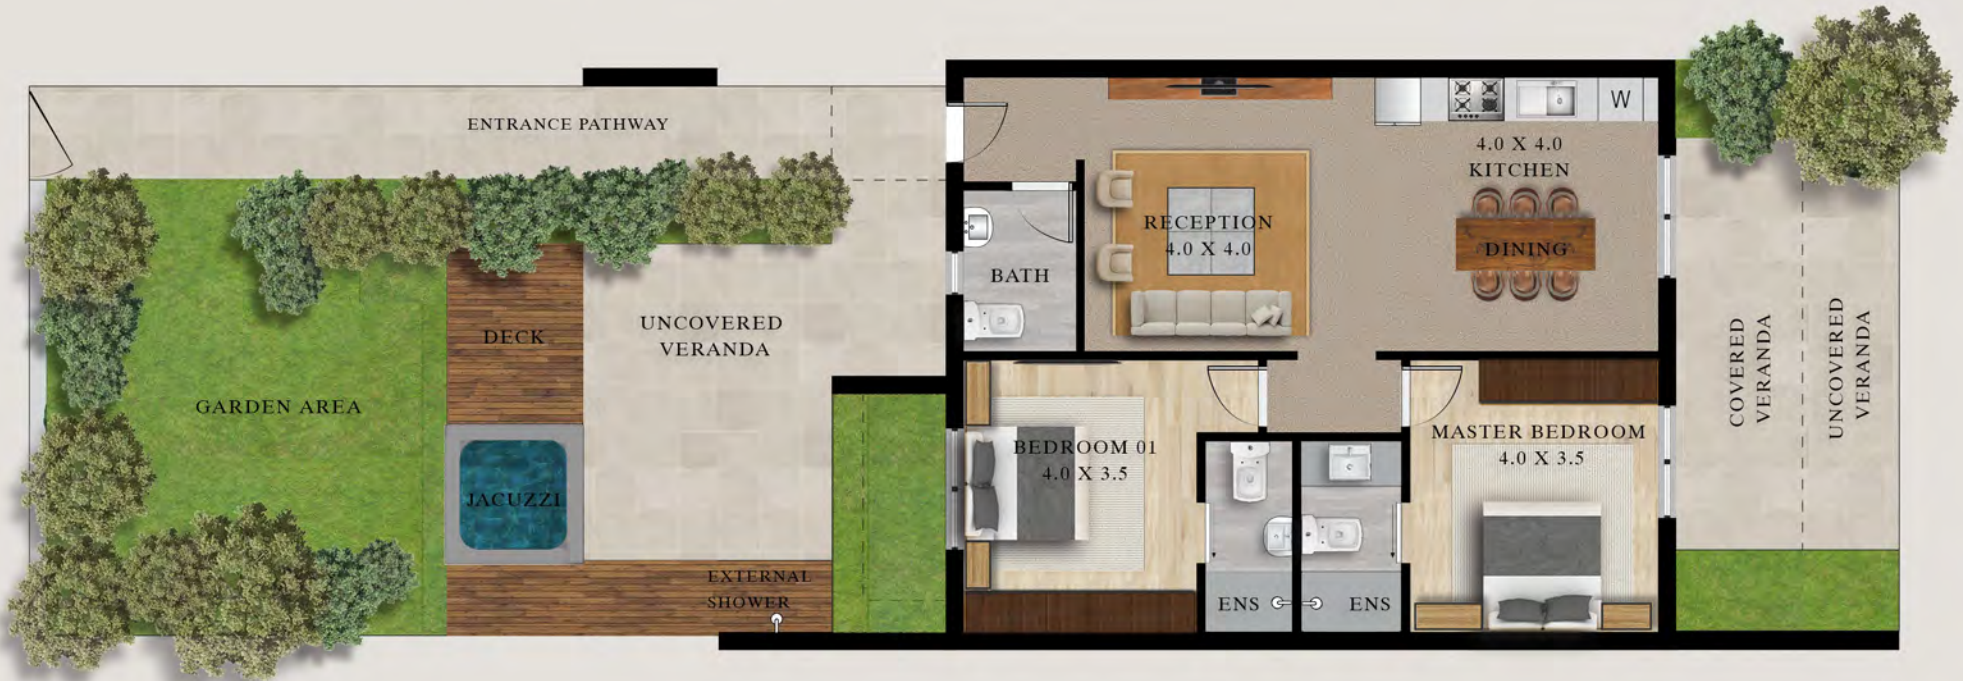 ENTRANCE PATHWAY
W
4.0 X 4.0
KITCHEN
RECEPTION
4.0 X 4.0
DINING
BATH
DECK
UNCOVERED
VERANDA
GARDEN AREA
JACUZZI
EXTERNAL
SHOWER
BEDROOM 01
4.0 X 3.5
MASTER BEDROOM
4.0 X 3.5
ENS
ENS
COVERED
VERANDA
UNCOVERED
VERANDA